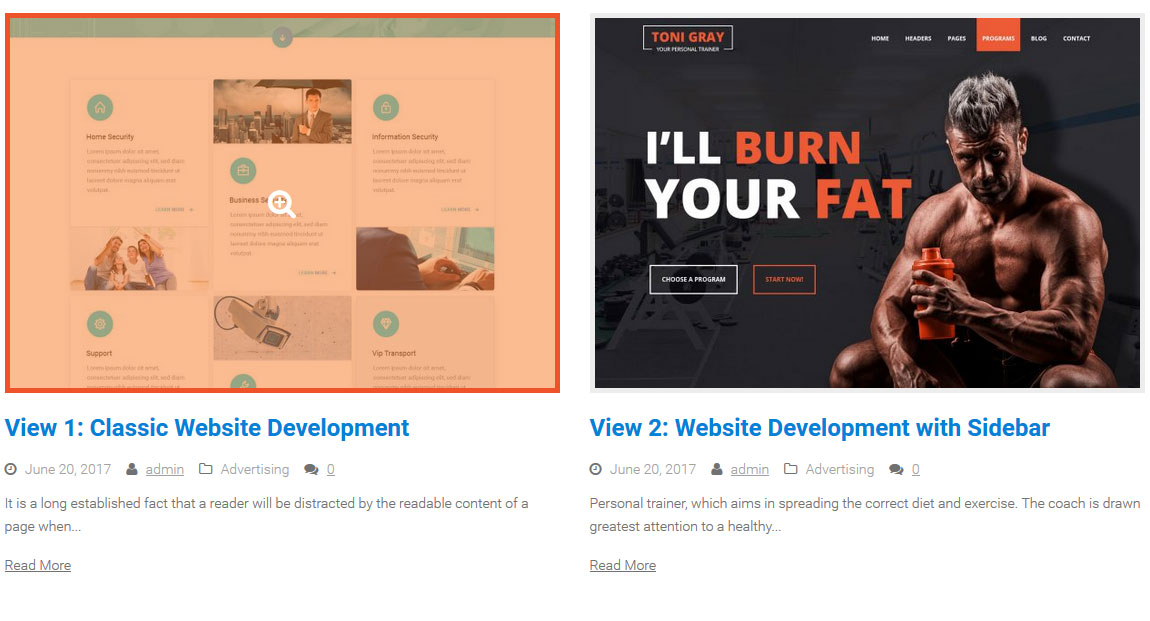 Home Security
Lorem ipsum dolor sit amet,
consectetuer adipiscing elit, sed diam
nonummy nibh euismod tincidunt ut
laoreet dolore magna aliquam erat
volutpat.
LEARN MORE
Business Se
Lorem ipsum dolor sit amet,
consectetuer adipiscing elit, sed diam
nonummy nibh euismod tincidunt ut
laoreet dolore magna aliquam erat
volutpat.
LEARN MORE
Information Security
Lorem ipsum dolor sit amet,
consectetuer adipiscing elit, sed diam
nonummy nibh euismod tincidunt ut
laoreet dolore magna aliquam erat
volutpat.
LEARN MORE
Support
Lorem ipsum dolor sit amet,
consectetuer adipiscing elit, sed diam
Vip Transport
Lorem ipsum dolor sit amet,
consectetuer adipiscing elit, sed diam
TONI GRAY
YOUR PERSONAL TRAINER
HOME HEADERS PAGES PROGRAMS BLOG CONTACT
I'LL BURN
YOUR FAT
CHOOSE A PROGRAM START NOW!
View 1: Classic Website Development
June 20, 2017 admin Advertising 0
It is a long established fact that a reader will be distracted by the readable content of a
page when...
Read More
View 2: Website Development with Sidebar
June 20, 2017 admin Advertising 0
Personal trainer, which aims in spreading the correct diet and exercise. The coach is drawn
greatest attention to a healthy...
Read More